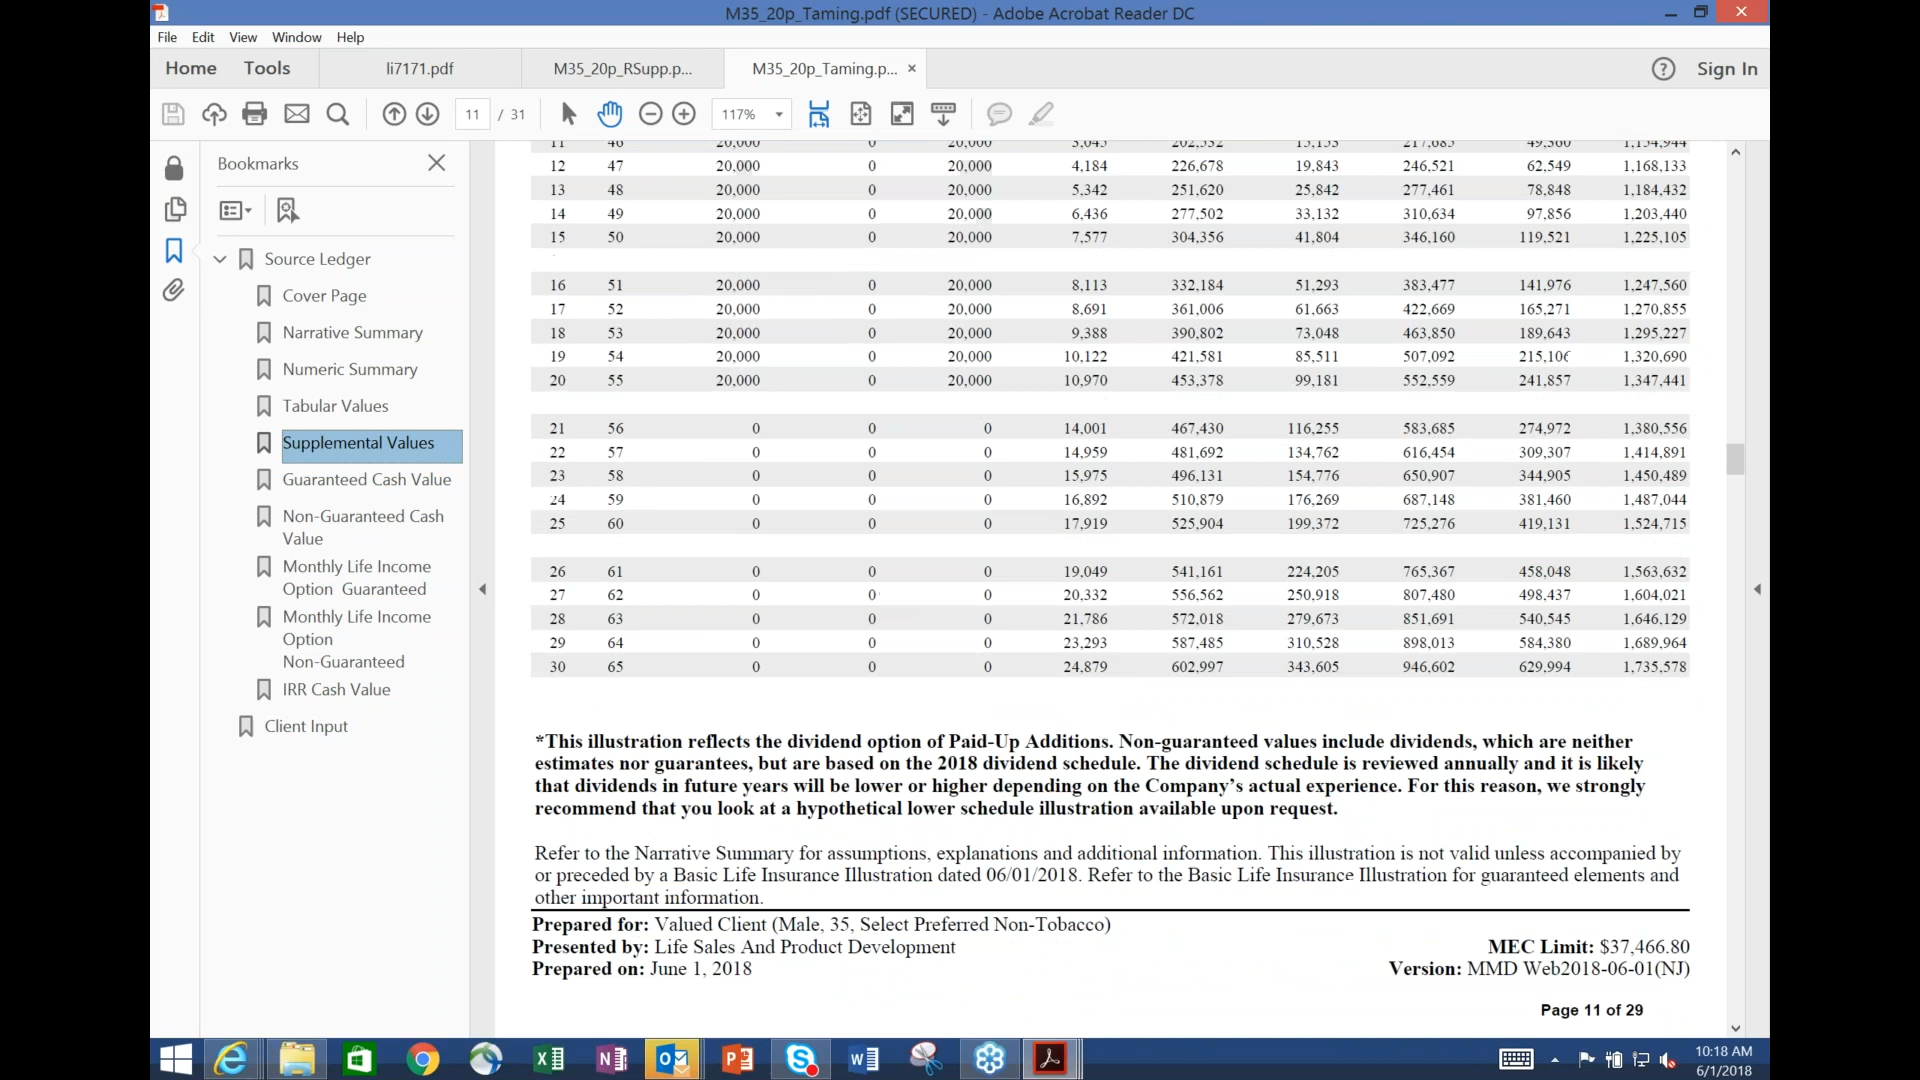 M35_20p_Taming.pdf (SECURED) - Adobe Acrobat Reader DC
File Edit View Window Help
Home Tools li7171.pdf M35_20p_RSupp.p... M35_20p_Taming.p... × ? Sign In
11 / 31 117%
Bookmarks
Source Ledger
Cover Page
Narrative Summary
Numeric Summary
Tabular Values
Supplemental Values
Guaranteed Cash Value
Non-Guaranteed Cash
Value
Monthly Life Income
Option Guaranteed
Monthly Life Income
Option
Non-Guaranteed
IRR Cash Value
Client Input
11 46 20,000 0 20,000 3,045 202,532 15,153 217,685 49,360 1,154,944
12 47 20,000 0 20,000 4,184 226,678 19,843 246,521 62,549 1,168,133
13 48 20,000 0 20,000 5,342 251,620 25,842 277,461 78,848 1,184,432
14 49 20,000 0 20,000 6,436 277,502 33,132 310,634 97,856 1,203,440
15 50 20,000 0 20,000 7,577 304,356 41,804 346,160 119,521 1,225,105
16 51 20,000 0 20,000 8,113 332,184 51,293 383,477 141,976 1,247,560
17 52 20,000 0 20,000 8,691 361,006 61,663 422,669 165,271 1,270,855
18 53 20,000 0 20,000 9,388 390,802 73,048 463,850 189,643 1,295,227
19 54 20,000 0 20,000 10,122 421,581 85,511 507,092 215,106 1,320,690
20 55 20,000 0 20,000 10,970 453,378 99,181 552,559 241,857 1,347,441
21 56 0 0 0 14,001 467,430 116,255 583,685 274,972 1,380,556
22 57 0 0 0 14,959 481,692 134,762 616,454 309,307 1,414,891
23 58 0 0 0 15,975 496,131 154,776 650,907 344,905 1,450,489
24 59 0 0 0 16,892 510,879 176,269 687,148 381,460 1,487,044
25 60 0 0 0 17,919 525,904 199,372 725,276 419,131 1,524,715
26 61 0 0 0 19,049 541,161 224,205 765,367 458,048 1,563,632
27 62 0 0 0 20,332 556,562 250,918 807,480 498,437 1,604,021
28 63 0 0 0 21,786 572,018 279,673 851,691 540,545 1,646,129
29 64 0 0 0 23,293 587,485 310,528 898,013 584,380 1,689,964
30 65 0 0 0 24,879 602,997 343,605 946,602 629,994 1,735,578
*This illustration reflects the dividend option of Paid-Up Additions. Non-guaranteed values include dividends, which are neither
estimates nor guarantees, but are based on the 2018 dividend schedule. The dividend schedule is reviewed annually and it is likely
that dividends in future years will be lower or higher depending on the Company's actual experience. For this reason, we strongly
recommend that you look at a hypothetical lower schedule illustration available upon request.
Refer to the Narrative Summary for assumptions, explanations and additional information. This illustration is not valid unless accompanied by
or preceded by a Basic Life Insurance Illustration dated 06/01/2018. Refer to the Basic Life Insurance Illustration for guaranteed elements and
other important information.
Prepared for: Valued Client (Male, 35, Select Preferred Non-Tobacco)
Presented by: Life Sales And Product Development MEC Limit: $37,466.80
Prepared on: June 1, 2018 Version: MMD Web2018-06-01(NJ)
Page 11 of 29
10:18 AM
6/1/2018